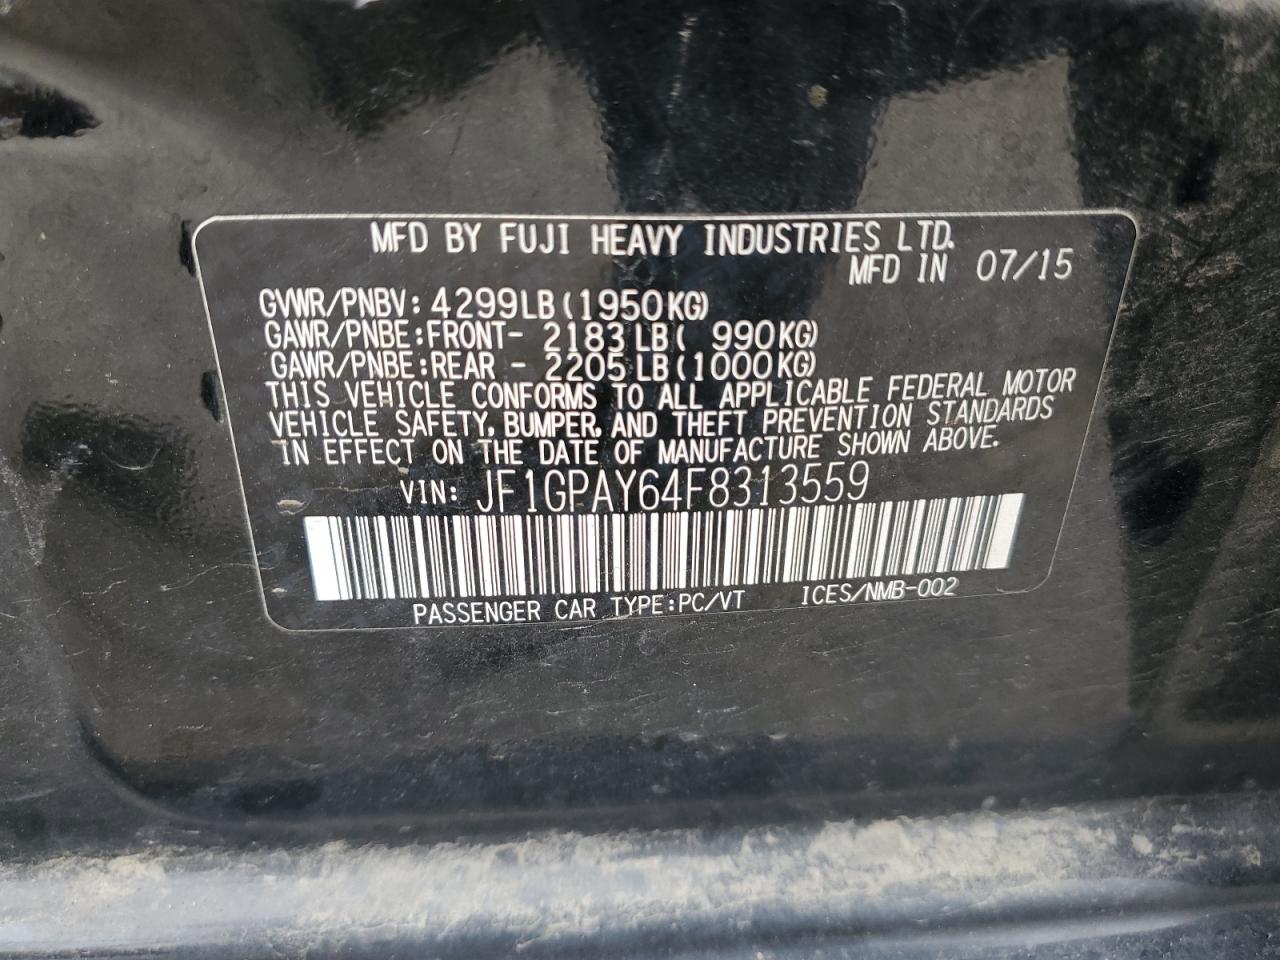 MFD BY FUJI HEAVY INDUSTRIES LTD.
MFD IN 07/15
GVWR/PNBV: 4299LB(1950KG)
GAWR/PNBE:FRONT- 2183LB( 990KG)
GAWR/PNBE:REAR - 2205LB(1000KG)
THIS VEHICLE CONFORMS TO ALL APPLICABLE FEDERAL MOTOR
VEHICLE SAFETY, BUMPER, AND THEFT PREVENTION STANDARDS
IN EFFECT ON THE DATE OF MANUFACTURE SHOWN ABOVE.
VIN: JF1GPAY64F8313559
PASSENGER CAR TYPE:PC/VT ICES/NMB-002